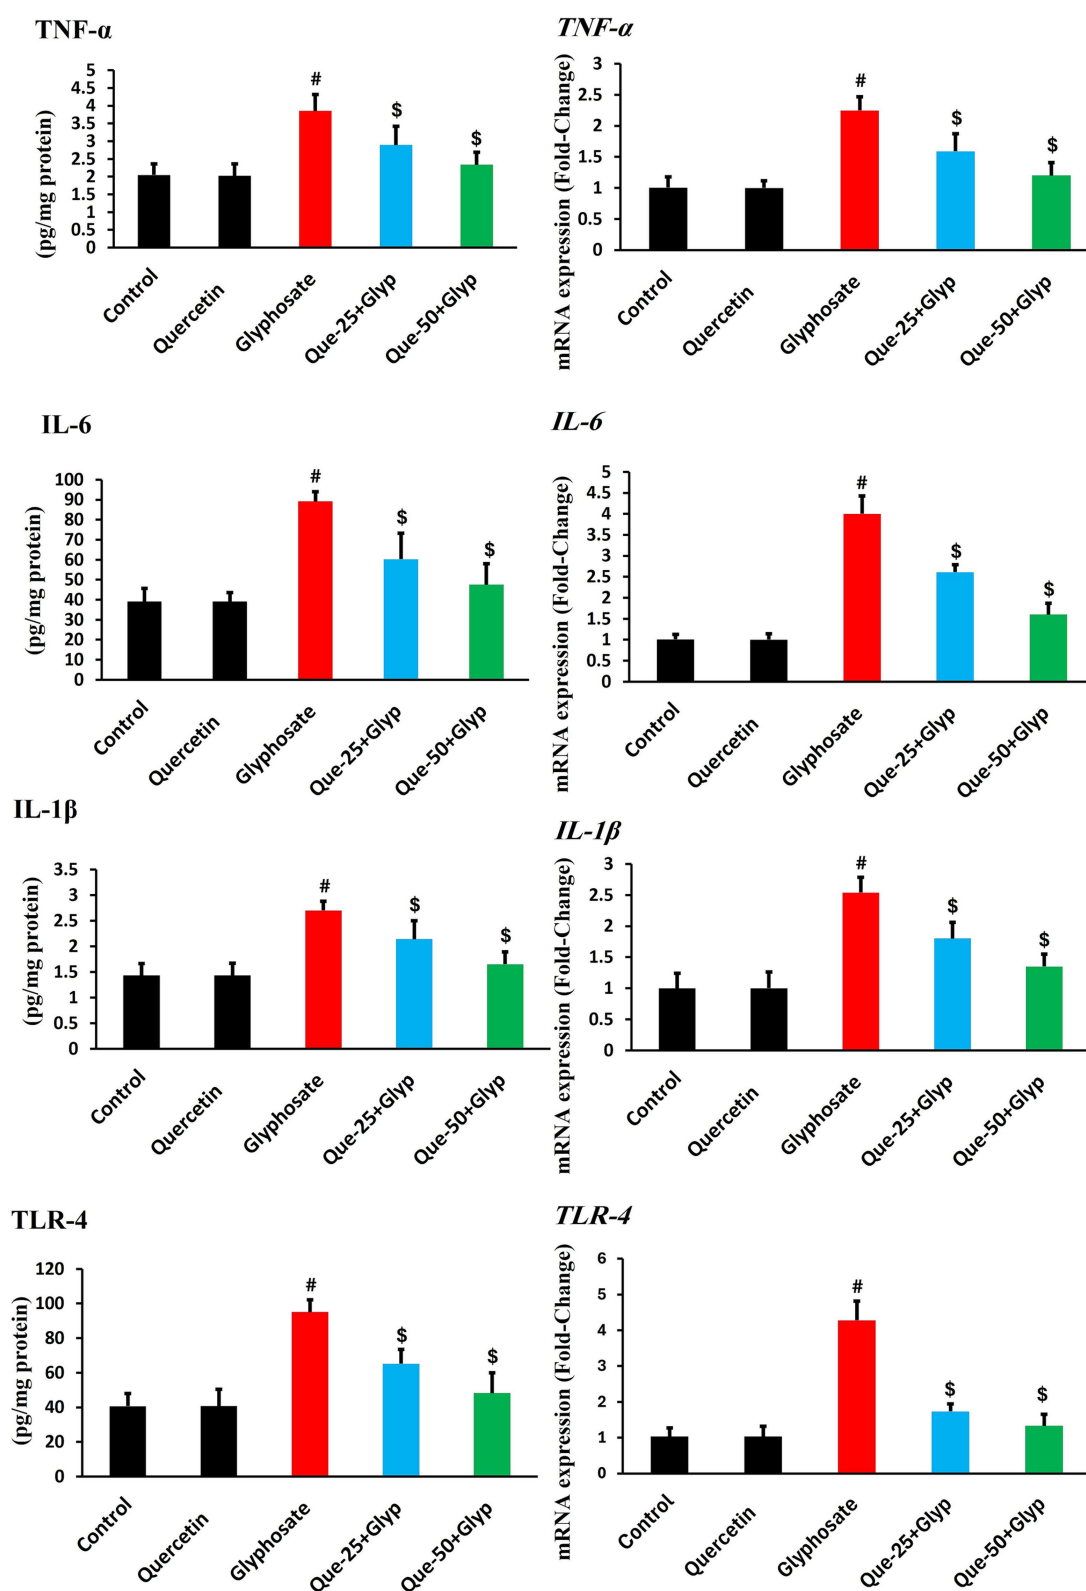 TNF-α
5
4.5
4
3.5
3
2.5
2
1.5
1
0.5
0
(pg/mg protein)
#
$
$
Control
Quercetin
Glyphosate
Que-25+Glyp
Que-50+Glyp
TNF-α
3
2.5
2
1.5
1
0.5
0
mRNA expression (Fold-Change)
#
$
$
Control
Quercetin
Glyphosate
Que-25+Glyp
Que-50+Glyp
IL-6
100
90
80
70
60
50
40
30
20
10
0
(pg/mg protein)
#
$
$
Control
Quercetin
Glyphosate
Que-25+Glyp
Que-50+Glyp
IL-6
5
4.5
4
3.5
3
2.5
2
1.5
1
0.5
0
mRNA expression (Fold-Change)
#
$
$
Control
Quercetin
Glyphosate
Que-25+Glyp
Que-50+Glyp
IL-1β
3.5
3
2.5
2
1.5
1
0.5
0
(pg/mg protein)
#
$
$
Control
Quercetin
Glyphosate
Que-25+Glyp
Que-50+Glyp
IL-1β
3
2.5
2
1.5
1
0.5
0
mRNA expression (Fold-Change)
#
$
$
Control
Quercetin
Glyphosate
Que-25+Glyp
Que-50+Glyp
TLR-4
120
100
80
60
40
20
0
(pg/mg protein)
#
$
$
Control
Quercetin
Glyphosate
Que-25+Glyp
Que-50+Glyp
TLR-4
6
5
4
3
2
1
0
mRNA expression (Fold-Change)
#
$
$
Control
Quercetin
Glyphosate
Que-25+Glyp
Que-50+Glyp